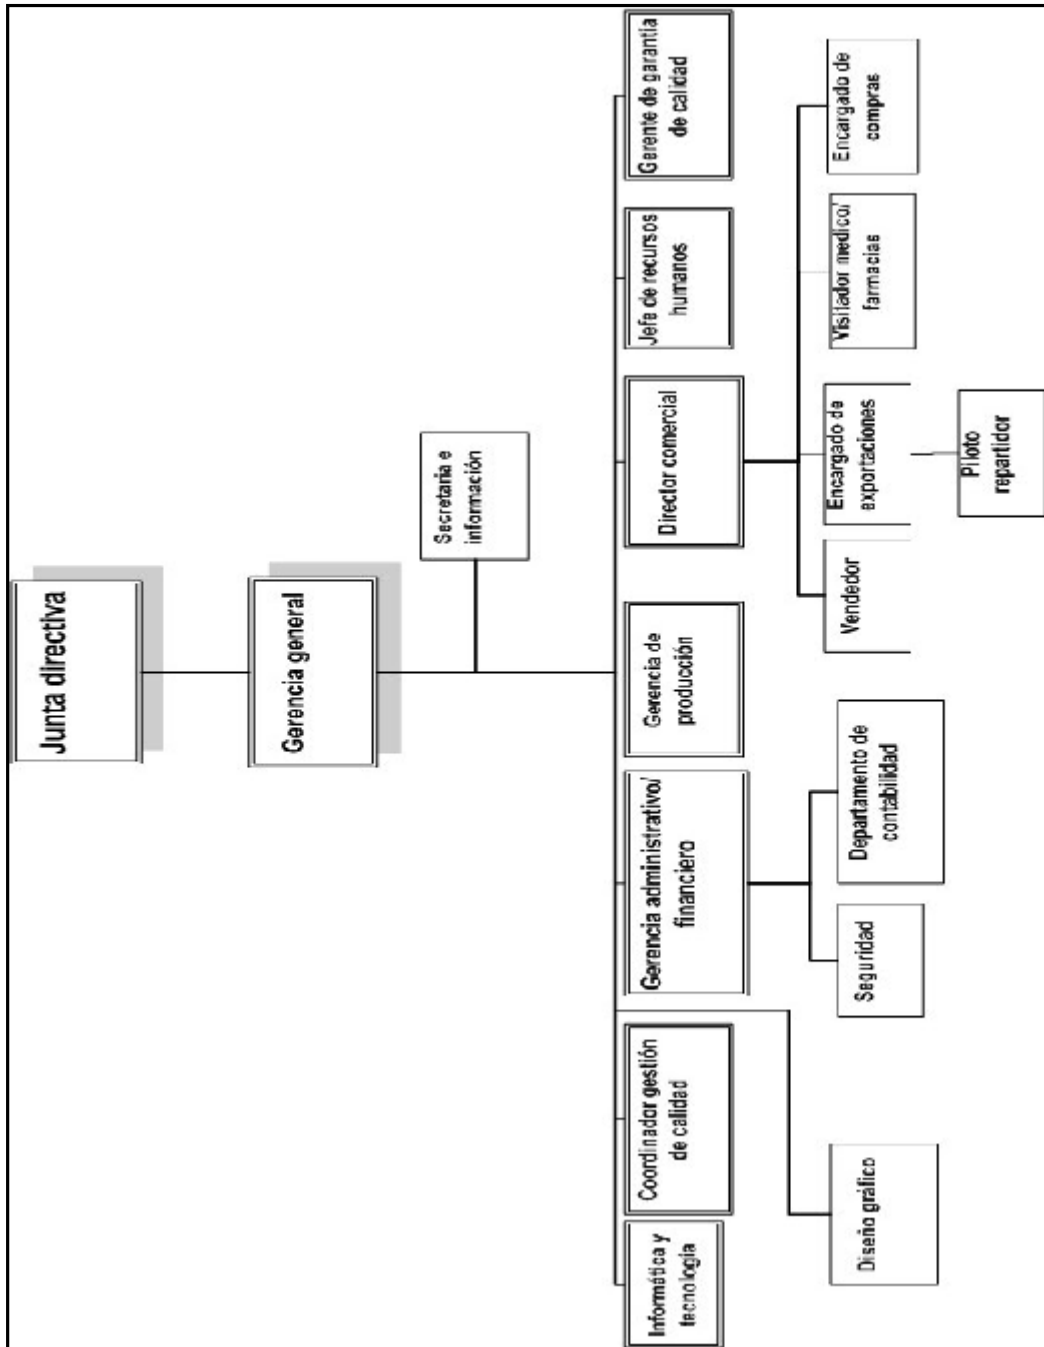 Junta directiva
Gerencia general
Secretaria e
información
Informática y
tecnología
Coordinador gestión
de calidad
Gerencia administrativo/
financiero
Gerencia de
producción
Director comercial
Jefe de recursos
humanos
Gerente de garantía
de calidad
Diseño gráfico
Seguridad
Departamento de
contabilidad
Vendedor
Encargado de
exportaciones
Visitador medico/
farmacias
Encargado de
compras
Piloto
repartidor